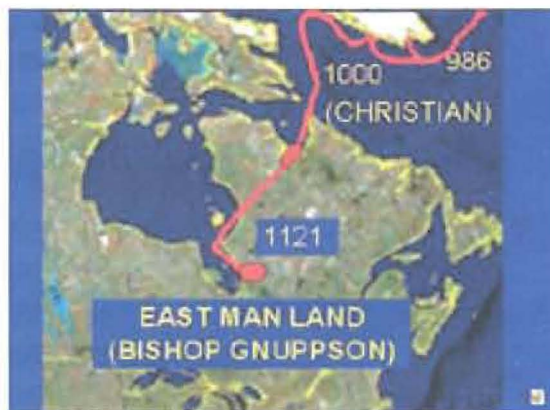 986
1000
(CHRISTIAN)
1121
EAST MAN LAND
(BISHOP GNUPPSON)